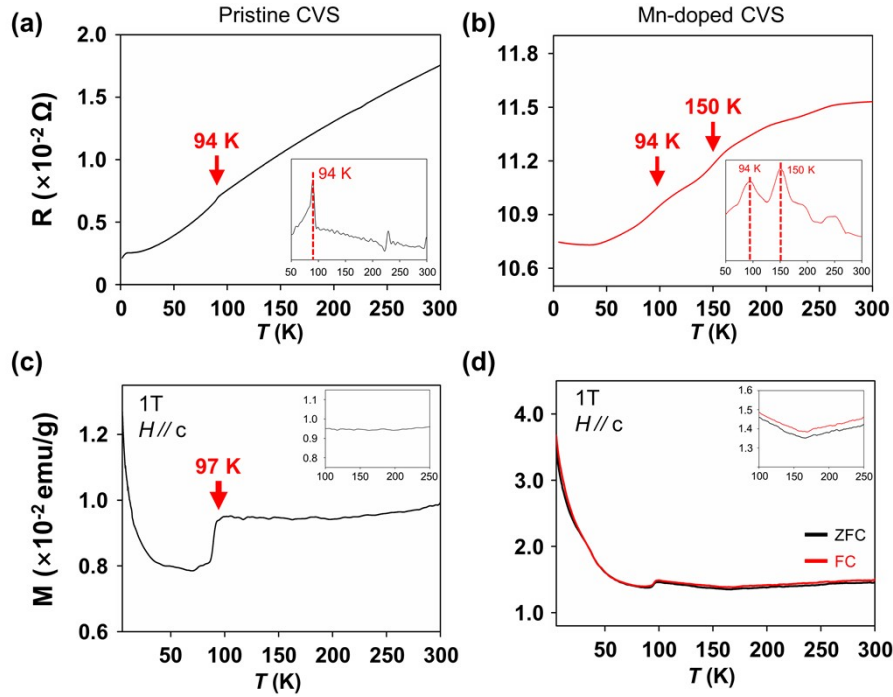 Pristine CVS
(a)
R (×10⁻² Ω)
2.0
1.5
1.0
0.5
0
94 K
94 K
50 100 150 200 250 300
0 50 100 150 200 250 300
T (K)
Mn-doped CVS
(b)
11.8
11.5
11.2
10.9
10.6
94 K
150 K
94 K
150 K
50 100 150 200 250 300
0 50 100 150 200 250 300
T (K)
(c)
M (×10⁻² emu/g)
1.2
1.0
0.8
0.6
1T
H // c
97 K
1.1
1.0
0.9
0.8
100 150 200 250
50 100 150 200 250 300
T (K)
(d)
4.0
3.0
2.0
1.0
1T
H // c
1.6
1.5
1.4
1.3
100 150 200 250
ZFC
FC
50 100 150 200 250 300
T (K)